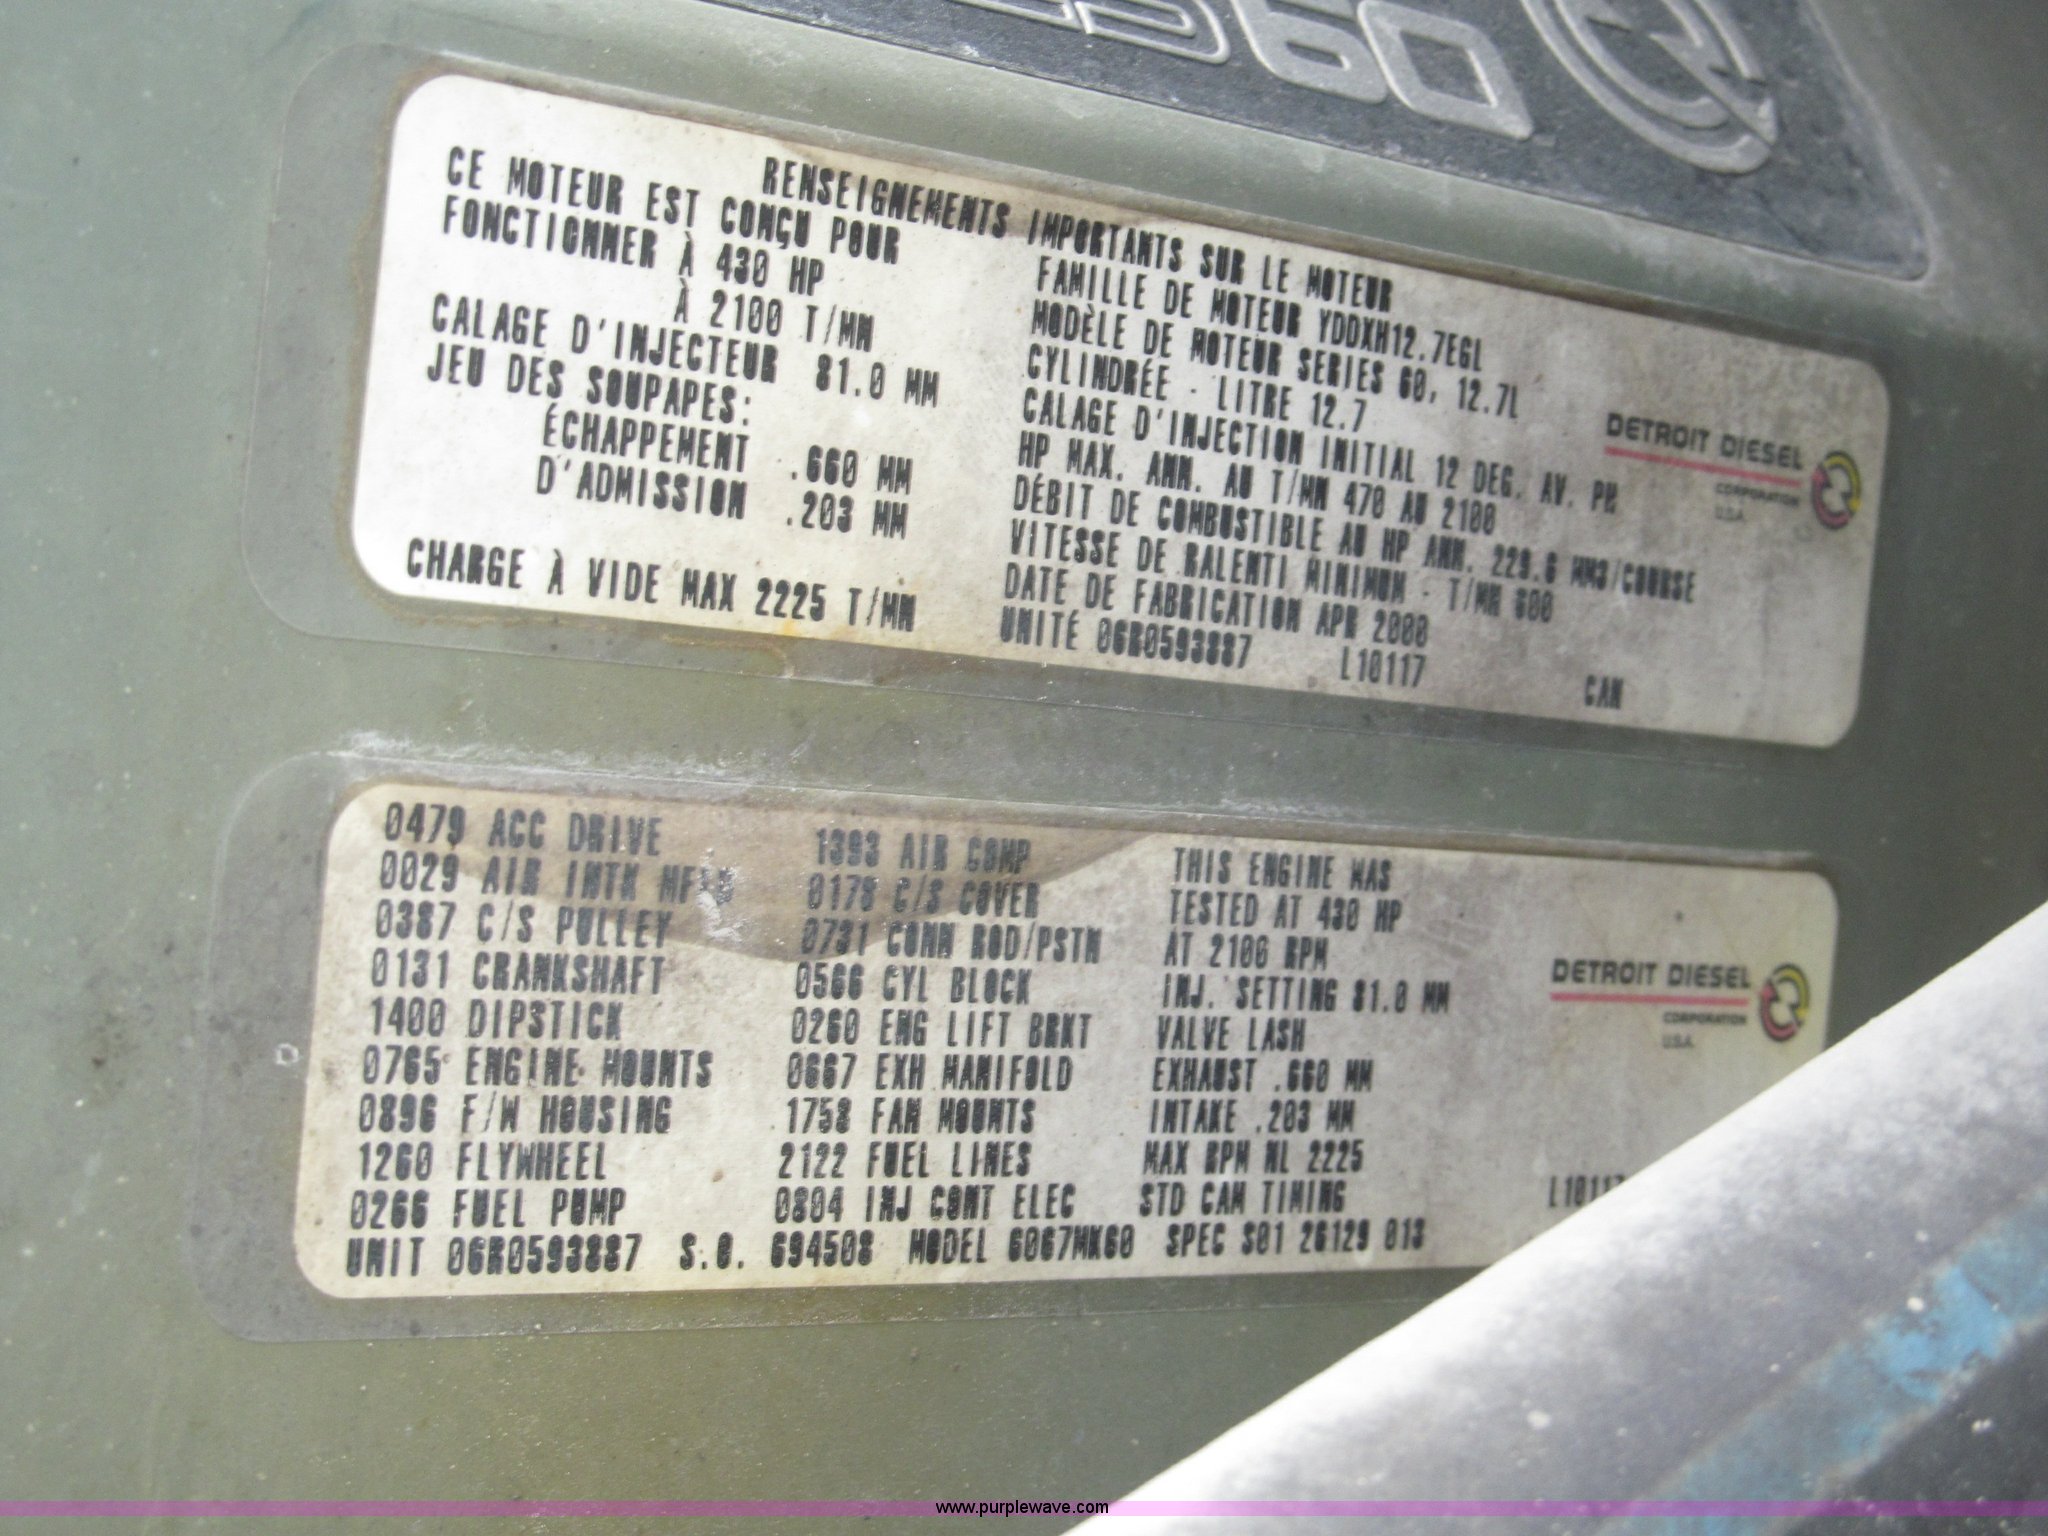 60
RENSEIGNEMENTS IMPORTANTS SUR LE MOTEUR
CE MOTEUR EST CONÇU POUR
FONCTIONNER À 430 HP
À 2100 T/MN
CALAGE D'INJECTEUR 81.0 MM
JEU DES SOUPAPES:
ÉCHAPPEMENT .660 MM
D'ADMISSION .203 MM
CHARGE À VIDE MAX 2225 T/MN
FAMILLE DE MOTEUR YDDXH12.7EGL
MODÈLE DE MOTEUR SERIES 60, 12.7L
CYLINDRÉE - LITRE 12.7
CALAGE D'INJECTION INITIAL 12 DEG. AV. PH
HP MAX. ANN. AU T/MN 470 AU 2100
DÉBIT DE COMBUSTIBLE AU HP ANN. 229.6 MM3/COURSE
VITESSE DE RALENTI MINIMUM - T/MN 600
DATE DE FABRICATION APR 2000
UNITÉ 06R0593887 L10117 CAN
DETROIT DIESEL
CORPORATION
U.S.A.
0479 ACC DRIVE 1393 AIR COMP
0029 AIR INTK MFLD 0178 C/S COVER
0387 C/S PULLEY 0731 CONN ROD/PSTN
0131 CRANKSHAFT 0566 CYL BLOCK
1400 DIPSTICK 0260 ENG LIFT BRKT
0765 ENGINE MOUNTS 0667 EXH MANIFOLD
0896 F/W HOUSING 1758 FAN MOUNTS
1260 FLYWHEEL 2122 FUEL LINES
0266 FUEL PUMP 0804 INJ CONT ELEC
THIS ENGINE WAS
TESTED AT 430 HP
AT 2100 RPM
INJ. SETTING 81.0 MM
VALVE LASH
EXHAUST .660 MM
INTAKE .203 MM
MAX RPM NL 2225
STD CAM TIMING L10117
UNIT 06R0593887 S.O. 694508 MODEL 6067MK60 SPEC S01 26129 013
DETROIT DIESEL
CORPORATION
U.S.A.
www.purplewave.com